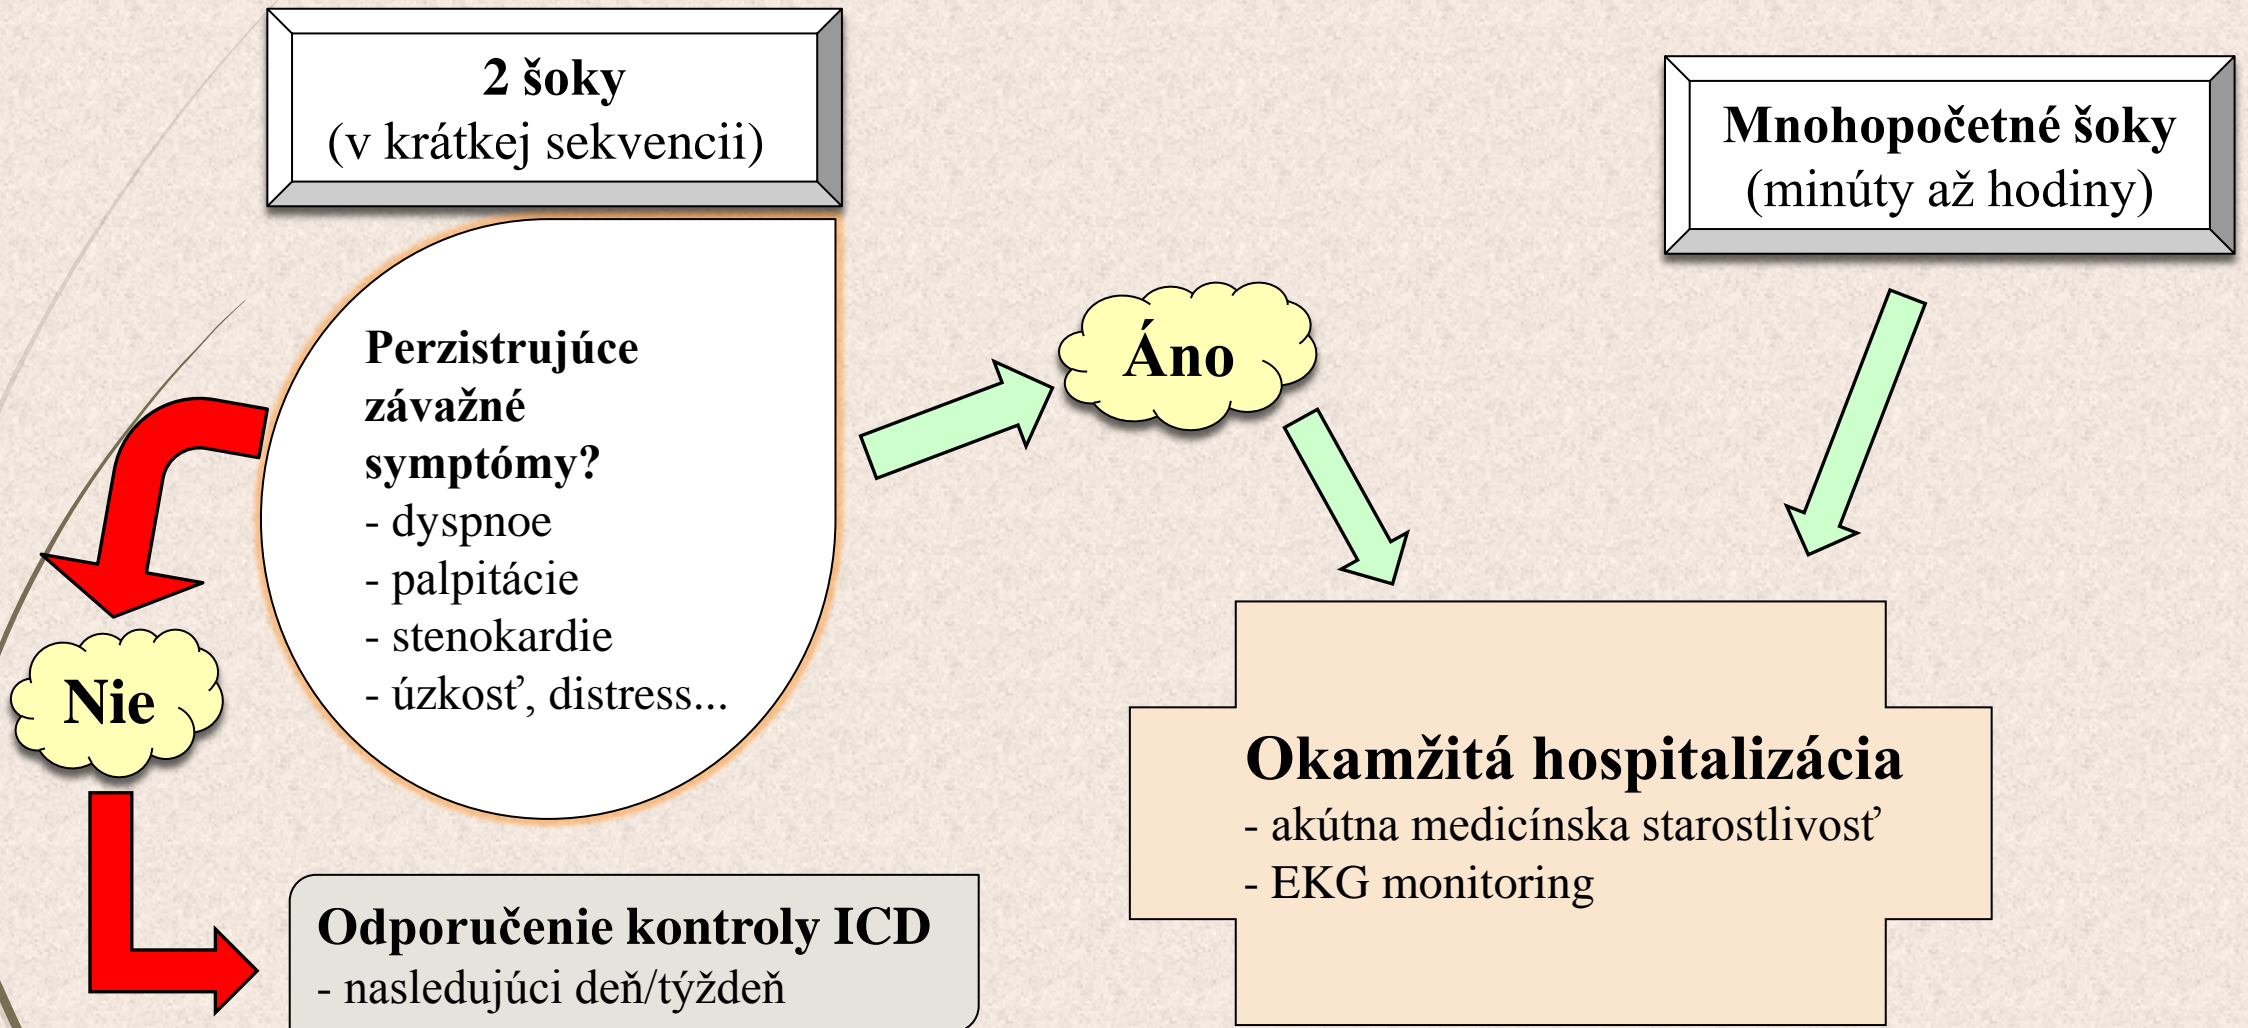 2 šoky
(v krátkej sekvencii)
Mnohopočetné šoky
(minúty až hodiny)
Perzistrujúce
závažné
symptómy?
- dyspnoe
- palpitácie
- stenokardie
- úzkosť, distress...
Áno
Nie
Okamžitá hospitalizácia
- akútna medicínska starostlivosť
- EKG monitoring
Odporučenie kontroly ICD
- nasledujúci deň/týždeň